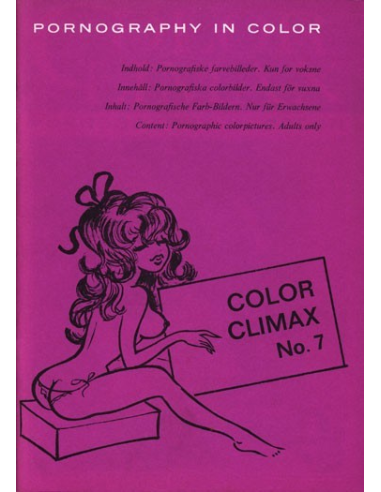 PORNOGRAPHY IN COLOR
Indhold: Pornografiske farvebilleder. Kun for voksne
Innehåll: Pornografiska colorbilder. Endast för vuxna
Inhalt: Pornografische Farb-Bildern. Nur für Erwachsene
Content: Pornographic colorpictures. Adults only
COLOR
CLIMAX
No. 7